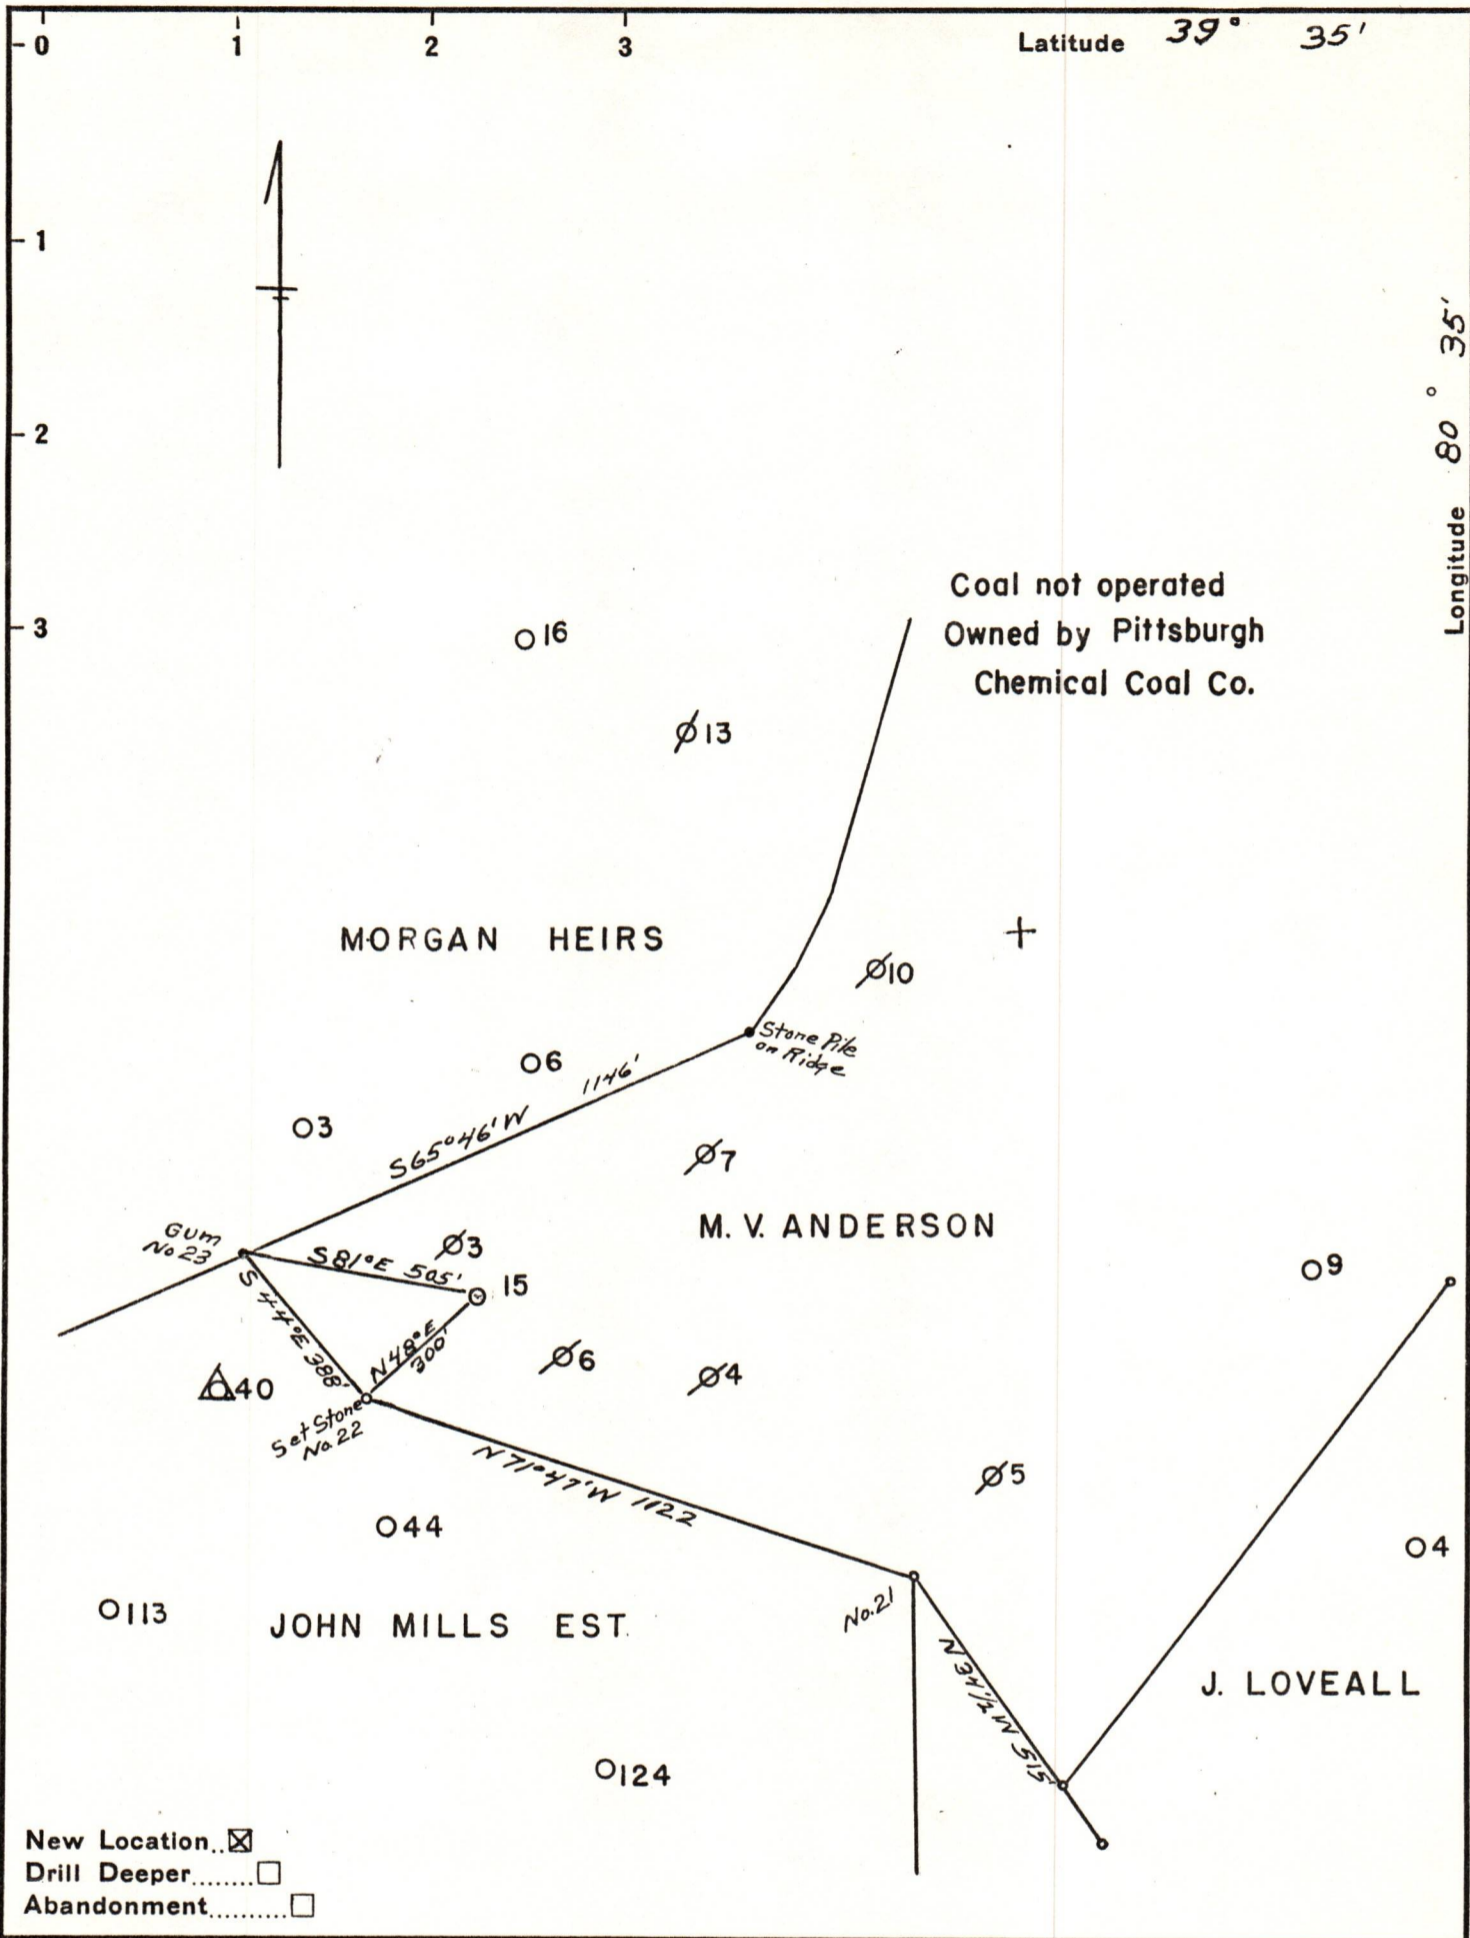 0 1 2 3 Latitude 39° 35'
1
2
3
Longitude 80° 35'
Coal not operated
Owned by Pittsburgh
Chemical Coal Co.
16
13
MORGAN HEIRS
10
Stone Pile
on Ridge
6
1146'
S65°46'W
3
7
M. V. ANDERSON
Gum
No 23
3
S81°E 505'
15
9
S 44°E 388'
N48°E
300'
6
4
40
Set Stone
No. 22
N71°47'W 1122
5
44
4
113
JOHN MILLS EST.
No. 21
N34½W 515'
J. LOVEALL
124
New Location..☒
Drill Deeper........☐
Abandonment..........☐